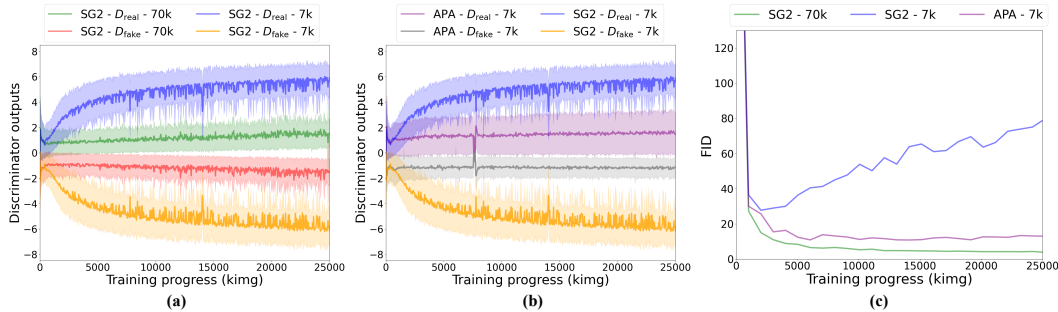 SG2 - D_real - 70k SG2 - D_real - 7k
SG2 - D_fake - 70k SG2 - D_fake - 7k
8
6
4
2
0
−2
−4
−6
−8
Discriminator outputs
0 5000 10000 15000 20000 25000
Training progress (kimg)
(a)
APA - D_real - 7k SG2 - D_real - 7k
APA - D_fake - 7k SG2 - D_fake - 7k
8
6
4
2
0
−2
−4
−6
−8
Discriminator outputs
0 5000 10000 15000 20000 25000
Training progress (kimg)
(b)
SG2 - 70k SG2 - 7k APA - 7k
120
100
80
60
40
20
0
FID
0 5000 10000 15000 20000 25000
Training progress (kimg)
(c)